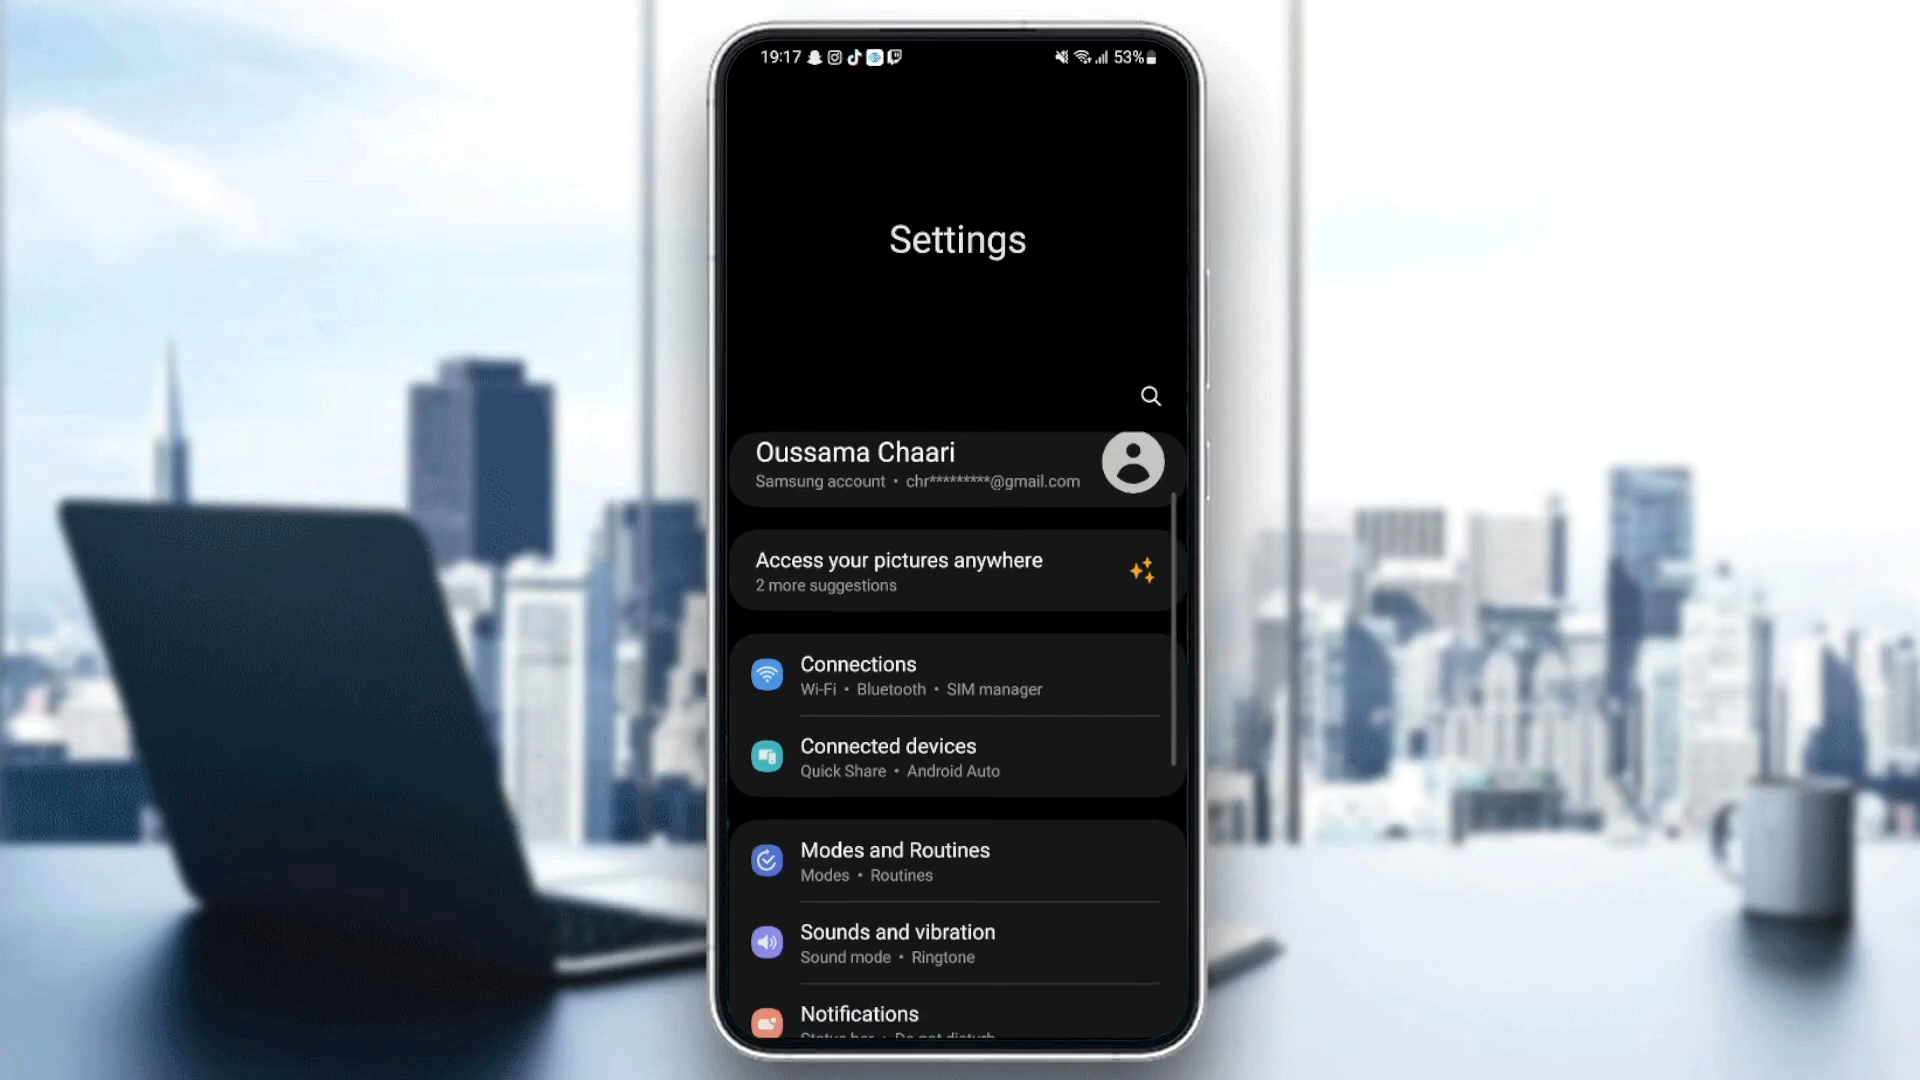 19:17
53%
Settings
Oussama Chaari
Samsung account • chr*********@gmail.com
Access your pictures anywhere
2 more suggestions
Connections
Wi-Fi • Bluetooth • SIM manager
Connected devices
Quick Share • Android Auto
Modes and Routines
Modes • Routines
Sounds and vibration
Sound mode • Ringtone
Notifications
Status bar • Do not disturb